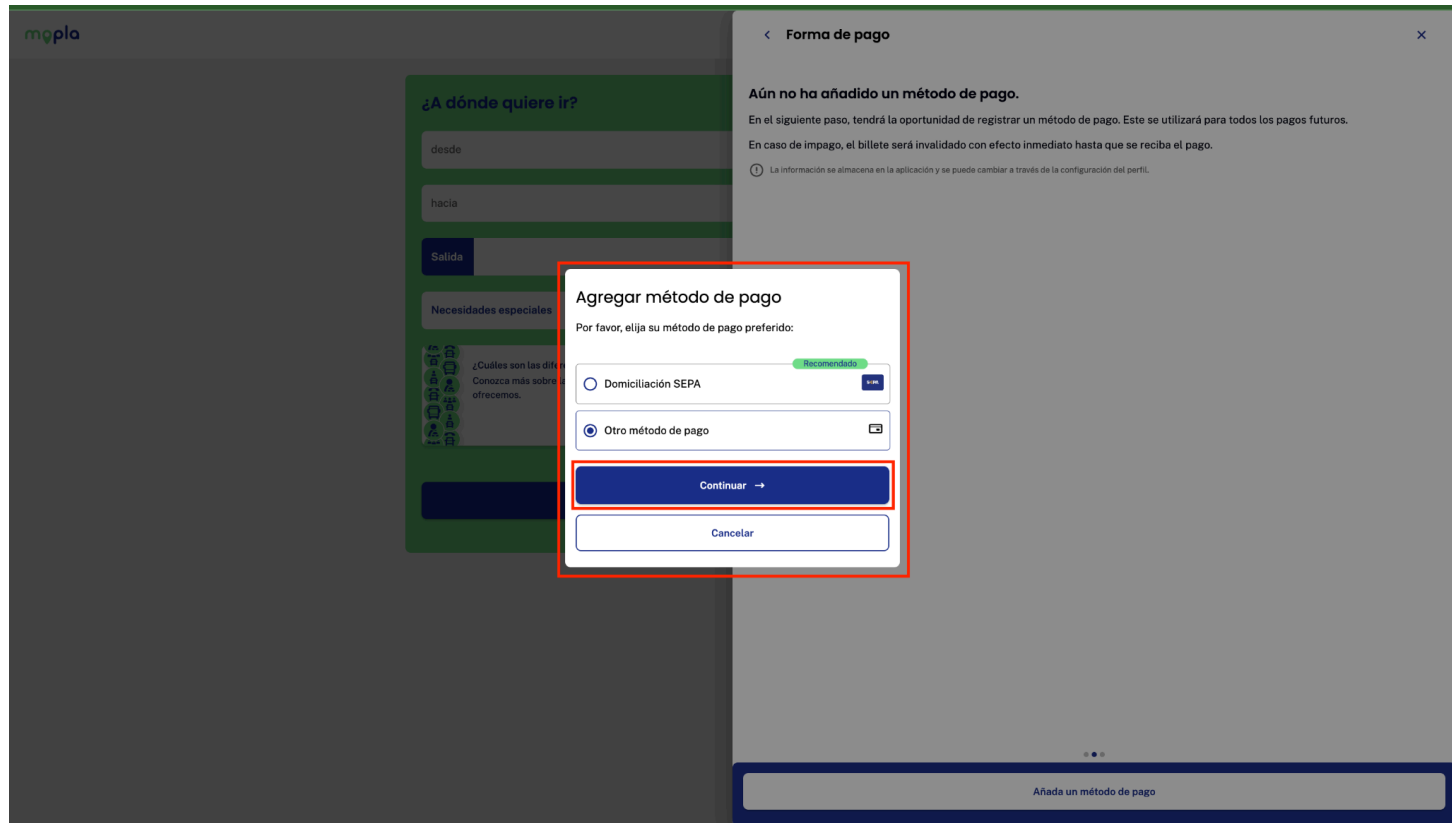 mopla
Forma de pago
¿A dónde quiere ir?
desde
hacia
Salida
Necesidades especiales
¿Cuáles son las difere
Conozca más sobre la
ofrecemos.
Aún no ha añadido un método de pago.
En el siguiente paso, tendrá la oportunidad de registrar un método de pago. Este se utilizará para todos los pagos futuros.
En caso de impago, el billete será invalidado con efecto inmediato hasta que se reciba el pago.
La información se almacena en la aplicación y se puede cambiar a través de la configuración del perfil.
Agregar método de pago
Por favor, elija su método de pago preferido:
Recomendado
Domiciliación SEPA
SEPA
Otro método de pago
Continuar →
Cancelar
Añada un método de pago